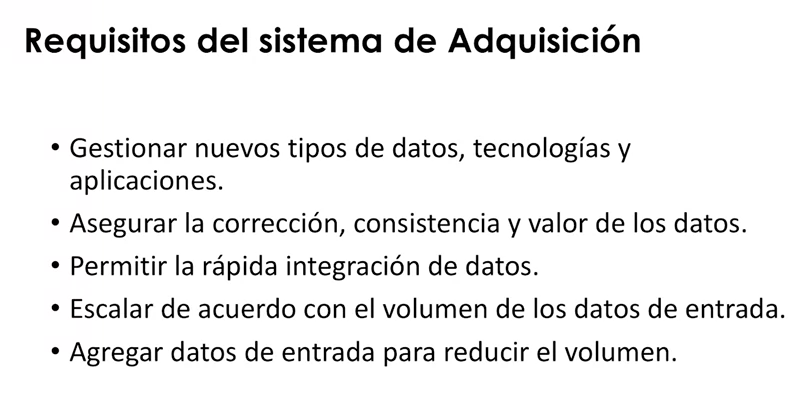 Requisitos del sistema de Adquisición
• Gestionar nuevos tipos de datos, tecnologías y
aplicaciones.
• Asegurar la corrección, consistencia y valor de los datos.
• Permitir la rápida integración de datos.
• Escalar de acuerdo con el volumen de los datos de entrada.
• Agregar datos de entrada para reducir el volumen.